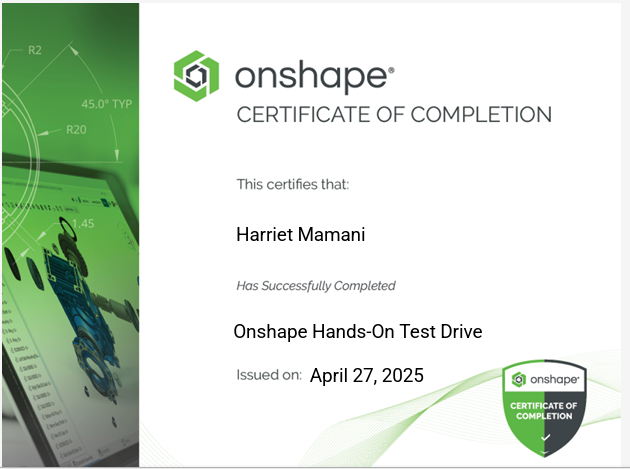 R2
45.0° TYP
R20
1.45
onshape®
CERTIFICATE OF COMPLETION
This certifies that:
Harriet Mamani
Has Successfully Completed
Onshape Hands-On Test Drive
Issued on: April 27, 2025
onshape®
CERTIFICATE OF
COMPLETION